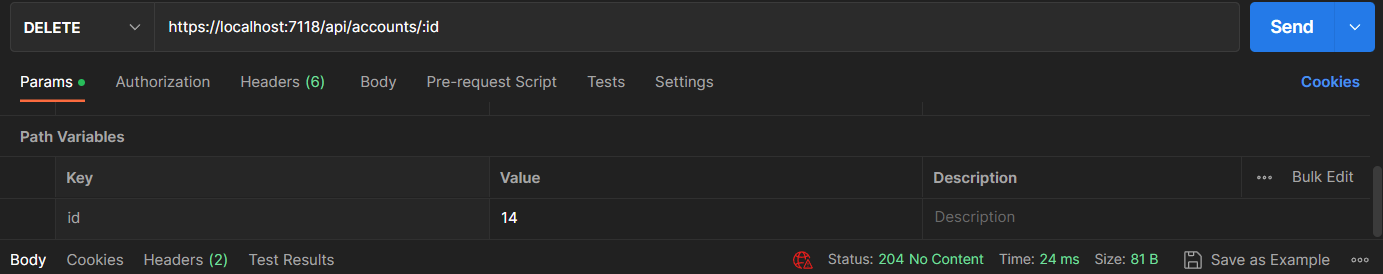 DELETE https://localhost:7118/api/accounts/:id Send
Params Authorization Headers (6) Body Pre-request Script Tests Settings Cookies
Path Variables
Key Value Description Bulk Edit
id 14 Description
Body Cookies Headers (2) Test Results Status: 204 No Content Time: 24 ms Size: 81 B Save as Example